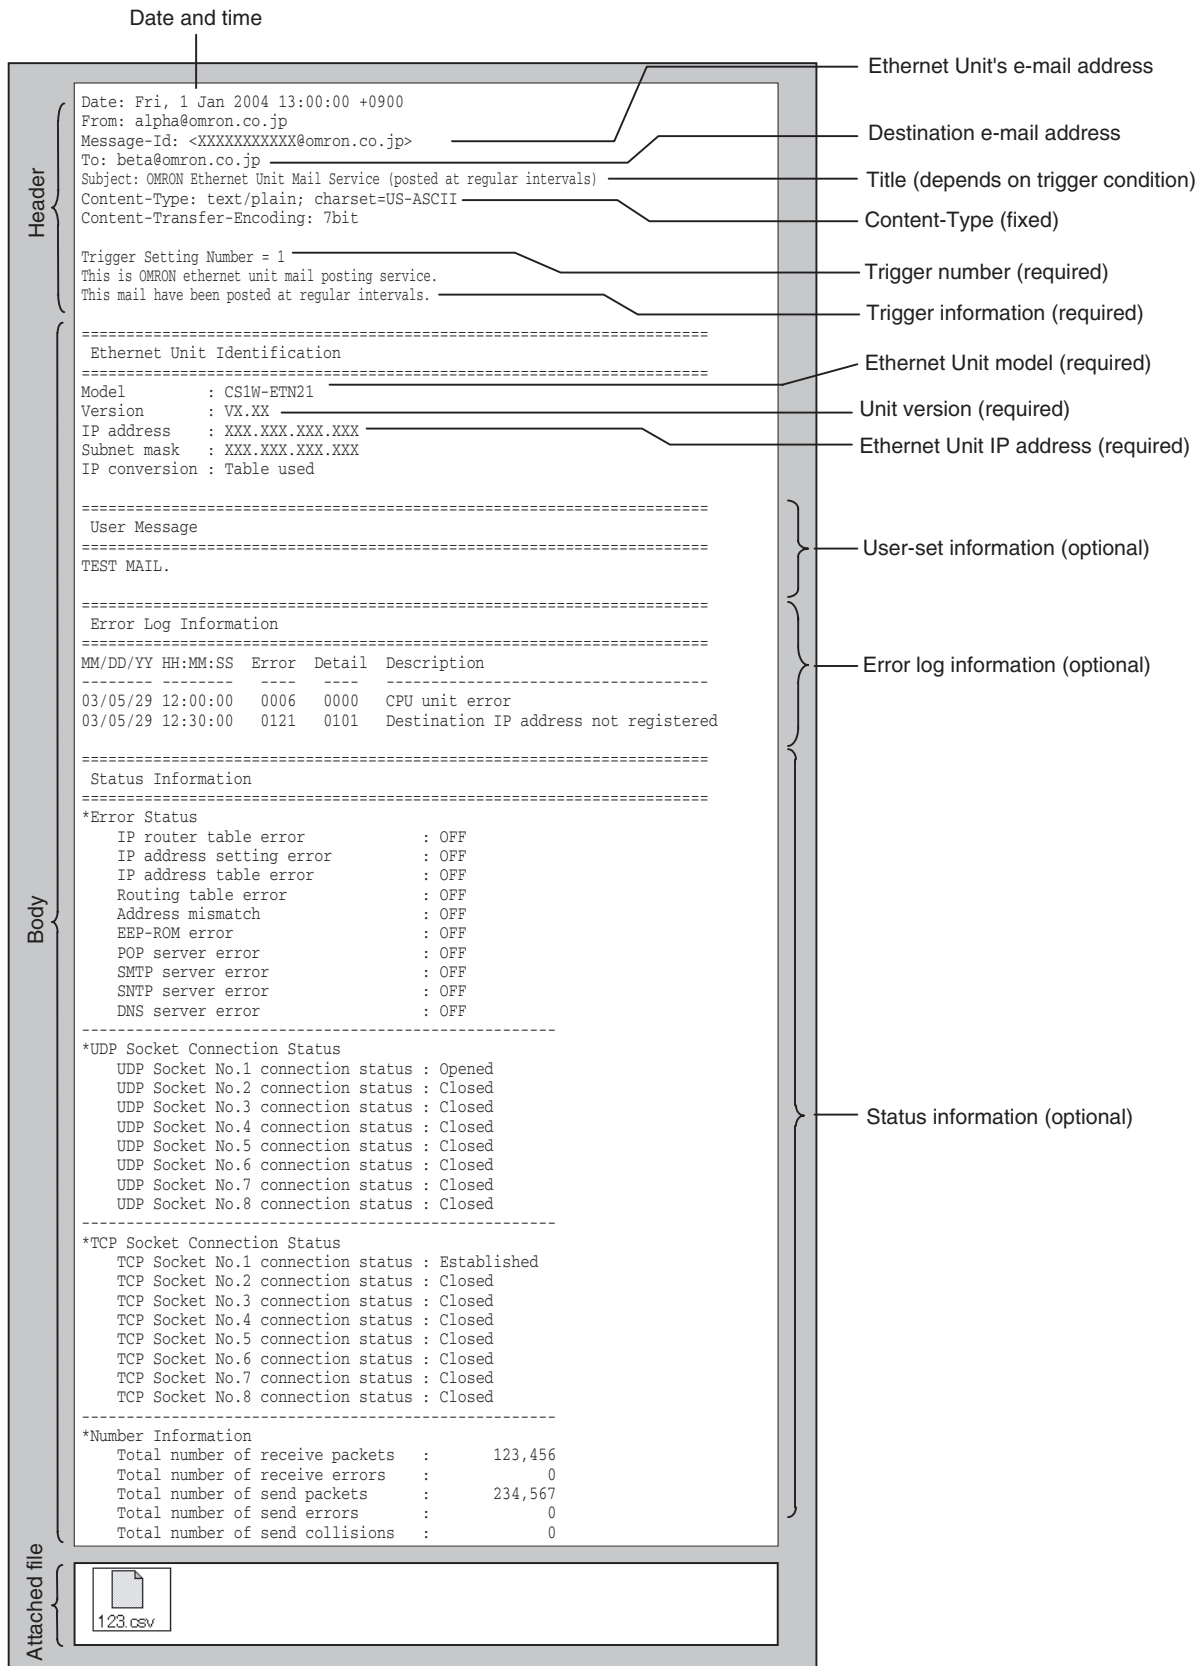 Date and time
Ethernet Unit's e-mail address
Destination e-mail address
Title (depends on trigger condition)
Content-Type (fixed)
Trigger number (required)
Trigger information (required)
Ethernet Unit model (required)
Unit version (required)
Ethernet Unit IP address (required)
User-set information (optional)
Error log information (optional)
Status information (optional)
Header
Date: Fri, 1 Jan 2004 13:00:00 +0900
From: alpha@omron.co.jp
Message-Id: <XXXXXXXXXXX@omron.co.jp>
To: beta@omron.co.jp
Subject: OMRON Ethernet Unit Mail Service (posted at regular intervals)
Content-Type: text/plain; charset=US-ASCII
Content-Transfer-Encoding: 7bit
Trigger Setting Number = 1
This is OMRON ethernet unit mail posting service.
This mail have been posted at regular intervals.
Body
======================================================================
Ethernet Unit Identification
======================================================================
Model : CS1W-ETN21
Version : VX.XX
IP address : XXX.XXX.XXX.XXX
Subnet mask : XXX.XXX.XXX.XXX
IP conversion : Table used
======================================================================
User Message
======================================================================
TEST MAIL.
======================================================================
Error Log Information
======================================================================
MM/DD/YY HH:MM:SS Error Detail Description
-------- -------- ---- ---- ------------------------------------
03/05/29 12:00:00 0006 0000 CPU unit error
03/05/29 12:30:00 0121 0101 Destination IP address not registered
======================================================================
Status Information
======================================================================
*Error Status
IP router table error : OFF
IP address setting error : OFF
IP address table error : OFF
Routing table error : OFF
Address mismatch : OFF
EEP-ROM error : OFF
POP server error : OFF
SMTP server error : OFF
SNTP server error : OFF
DNS server error : OFF
-----------------------------------------------------
*UDP Socket Connection Status
UDP Socket No.1 connection status : Opened
UDP Socket No.2 connection status : Closed
UDP Socket No.3 connection status : Closed
UDP Socket No.4 connection status : Closed
UDP Socket No.5 connection status : Closed
UDP Socket No.6 connection status : Closed
UDP Socket No.7 connection status : Closed
UDP Socket No.8 connection status : Closed
-----------------------------------------------------
*TCP Socket Connection Status
TCP Socket No.1 connection status : Established
TCP Socket No.2 connection status : Closed
TCP Socket No.3 connection status : Closed
TCP Socket No.4 connection status : Closed
TCP Socket No.5 connection status : Closed
TCP Socket No.6 connection status : Closed
TCP Socket No.7 connection status : Closed
TCP Socket No.8 connection status : Closed
-----------------------------------------------------
*Number Information
Total number of receive packets : 123,456
Total number of receive errors : 0
Total number of send packets : 234,567
Total number of send errors : 0
Total number of send collisions : 0
Attached file
123.csv